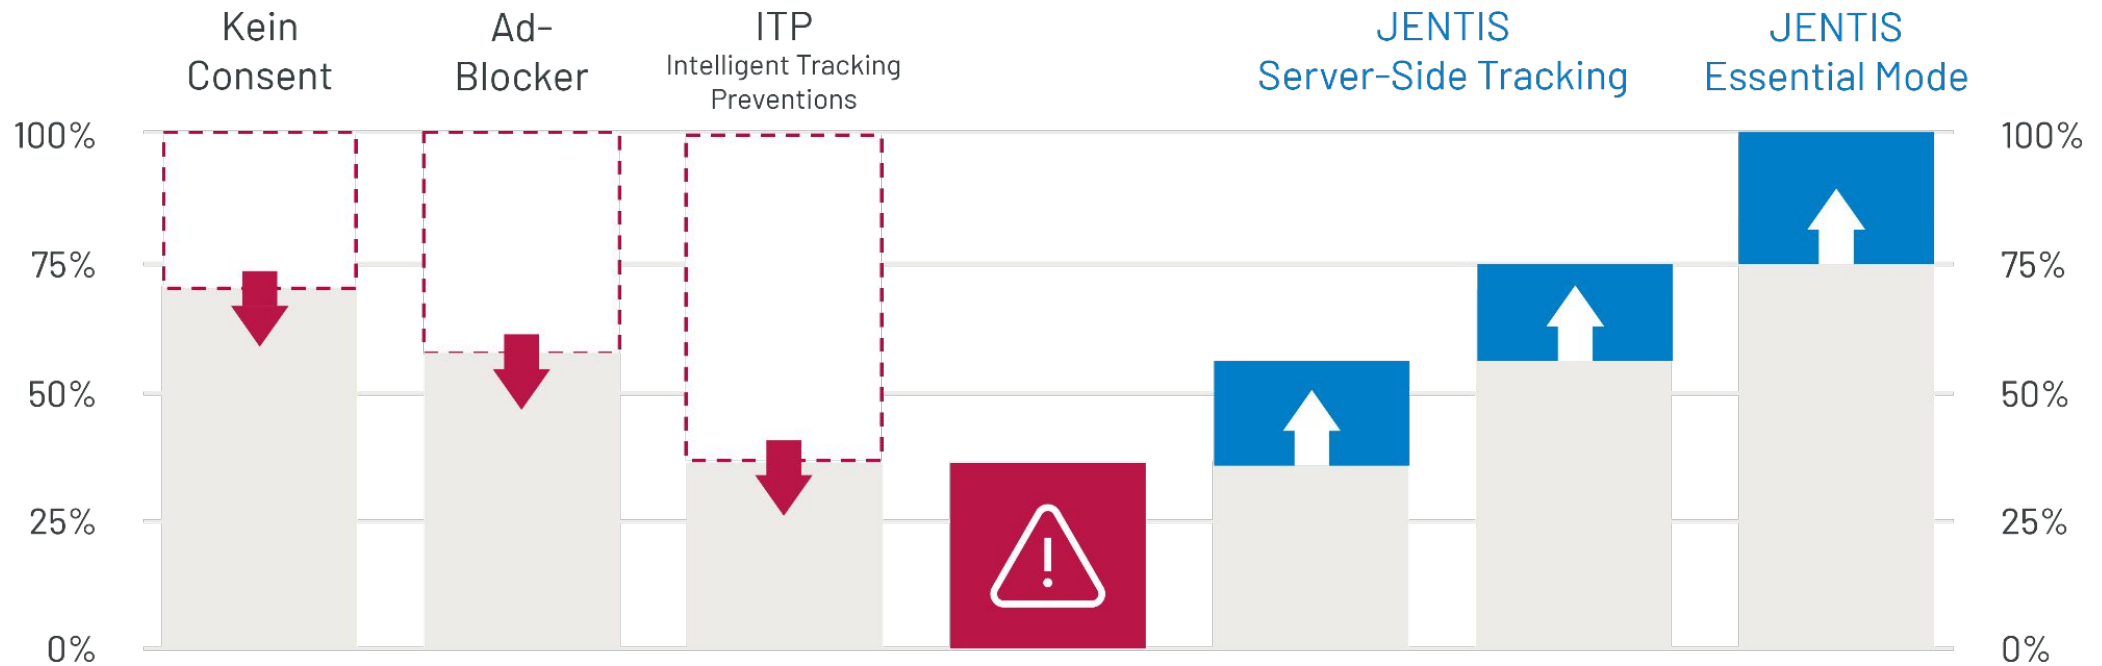 Kein
Consent
Ad-
Blocker
ITP
Intelligent Tracking
Preventions
JENTIS
Server-Side Tracking
JENTIS
Essential Mode
100%
75%
50%
25%
0%
!
100%
75%
50%
25%
0%